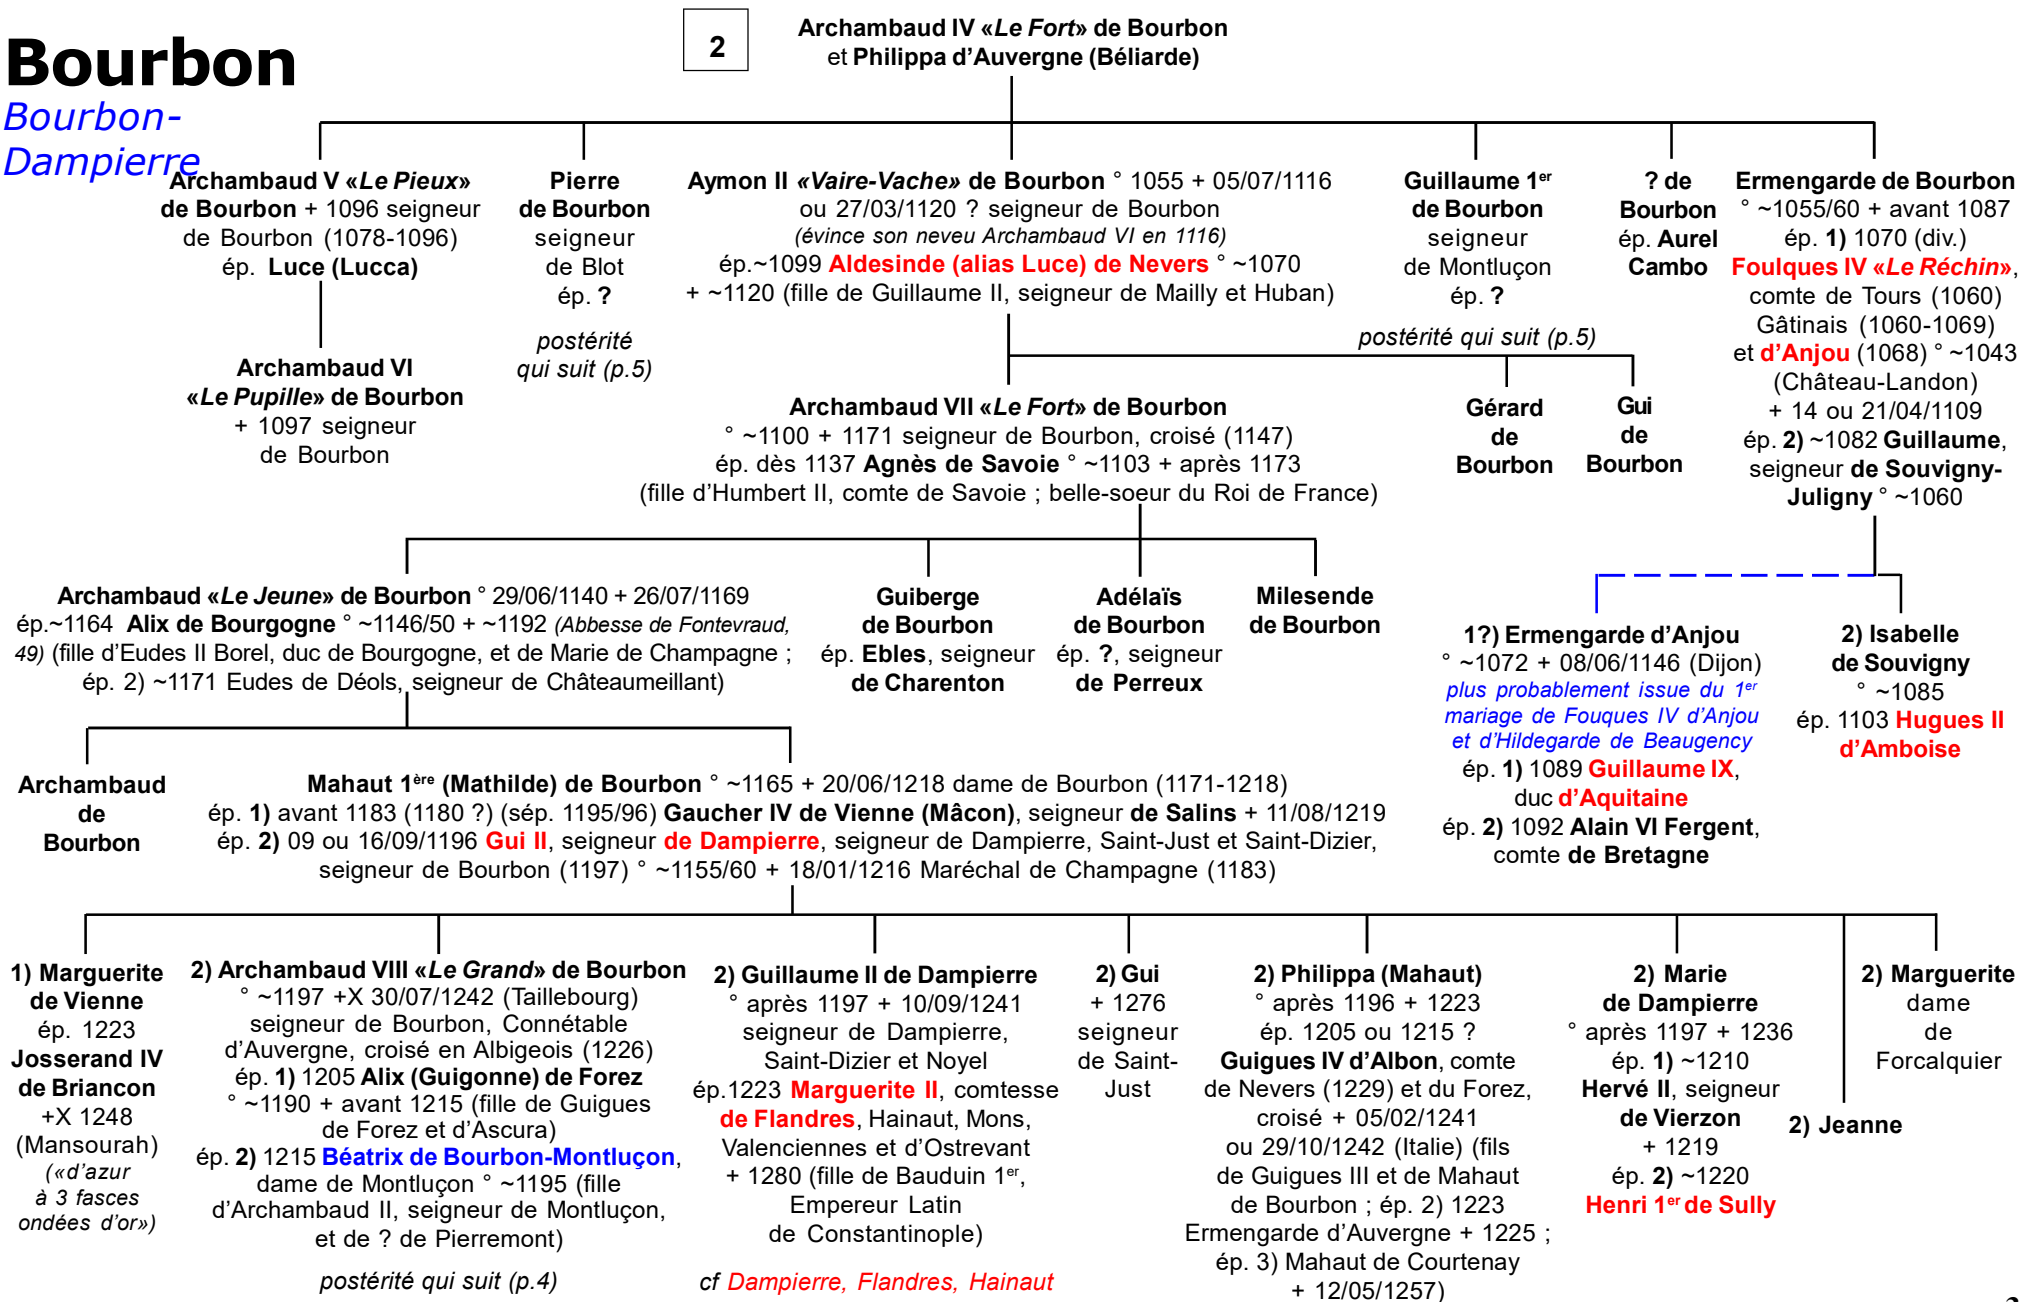 Bourbon
Bourbon-
Dampierre
2
Archambaud IV «Le Fort» de Bourbon
et Philippa d'Auvergne (Béliarde)
Archambaud V «Le Pieux»
de Bourbon + 1096 seigneur
de Bourbon (1078-1096)
ép. Luce (Lucca)
Pierre
de Bourbon
seigneur
de Blot
ép. ?
postérité
qui suit (p.5)
Aymon II «Vaire-Vache» de Bourbon ° 1055 + 05/07/1116
ou 27/03/1120 ? seigneur de Bourbon
(évince son neveu Archambaud VI en 1116)
ép.~1099 Aldesinde (alias Luce) de Nevers ° ~1070
+ ~1120 (fille de Guillaume II, seigneur de Mailly et Huban)
Guillaume 1er
de Bourbon
seigneur
de Montluçon
ép. ?
postérité qui suit (p.5)
? de
Bourbon
ép. Aurel
Cambo
Ermengarde de Bourbon
° ~1055/60 + avant 1087
ép. 1) 1070 (div.)
Foulques IV «Le Réchin»,
comte de Tours (1060)
Gâtinais (1060-1069)
et d'Anjou (1068) ° ~1043
(Château-Landon)
+ 14 ou 21/04/1109
ép. 2) ~1082 Guillaume,
seigneur de Souvigny-
Juligny ° ~1060
Archambaud VI
«Le Pupille» de Bourbon
+ 1097 seigneur
de Bourbon
Archambaud VII «Le Fort» de Bourbon
° ~1100 + 1171 seigneur de Bourbon, croisé (1147)
ép. dès 1137 Agnès de Savoie ° ~1103 + après 1173
(fille d'Humbert II, comte de Savoie ; belle-soeur du Roi de France)
Gérard
de
Bourbon
Gui
de
Bourbon
Archambaud «Le Jeune» de Bourbon ° 29/06/1140 + 26/07/1169
ép.~1164 Alix de Bourgogne ° ~1146/50 + ~1192 (Abbesse de Fontevraud,
49) (fille d'Eudes II Borel, duc de Bourgogne, et de Marie de Champagne ;
ép. 2) ~1171 Eudes de Déols, seigneur de Châteaumeillant)
Guiberge
de Bourbon
ép. Ebles, seigneur
de Charenton
Adélaïs
de Bourbon
ép. ?, seigneur
de Perreux
Milesende
de Bourbon
1?) Ermengarde d'Anjou
° ~1072 + 08/06/1146 (Dijon)
plus probablement issue du 1er
mariage de Fouques IV d'Anjou
et d'Hildegarde de Beaugency
ép. 1) 1089 Guillaume IX,
duc d'Aquitaine
ép. 2) 1092 Alain VI Fergent,
comte de Bretagne
2) Isabelle
de Souvigny
° ~1085
ép. 1103 Hugues II
d'Amboise
Archambaud
de
Bourbon
Mahaut 1ère (Mathilde) de Bourbon ° ~1165 + 20/06/1218 dame de Bourbon (1171-1218)
ép. 1) avant 1183 (1180 ?) (sép. 1195/96) Gaucher IV de Vienne (Mâcon), seigneur de Salins + 11/08/1219
ép. 2) 09 ou 16/09/1196 Gui II, seigneur de Dampierre, seigneur de Dampierre, Saint-Just et Saint-Dizier,
seigneur de Bourbon (1197) ° ~1155/60 + 18/01/1216 Maréchal de Champagne (1183)
1) Marguerite
de Vienne
ép. 1223
Josserand IV
de Briancon
+X 1248
(Mansourah)
(«d'azur
à 3 fasces
ondées d'or»)
2) Archambaud VIII «Le Grand» de Bourbon
° ~1197 +X 30/07/1242 (Taillebourg)
seigneur de Bourbon, Connétable
d'Auvergne, croisé en Albigeois (1226)
ép. 1) 1205 Alix (Guigonne) de Forez
° ~1190 + avant 1215 (fille de Guigues
de Forez et d'Ascura)
ép. 2) 1215 Béatrix de Bourbon-Montluçon,
dame de Montluçon ° ~1195 (fille
d'Archambaud II, seigneur de Montluçon,
et de ? de Pierremont)
postérité qui suit (p.4)
2) Guillaume II de Dampierre
° après 1197 + 10/09/1241
seigneur de Dampierre,
Saint-Dizier et Noyel
ép.1223 Marguerite II, comtesse
de Flandres, Hainaut, Mons,
Valenciennes et d'Ostrevant
+ 1280 (fille de Bauduin 1er,
Empereur Latin
de Constantinople)
cf Dampierre, Flandres, Hainaut
2) Gui
+ 1276
seigneur
de Saint-
Just
2) Philippa (Mahaut)
° après 1196 + 1223
ép. 1205 ou 1215 ?
Guigues IV d'Albon, comte
de Nevers (1229) et du Forez,
croisé + 05/02/1241
ou 29/10/1242 (Italie) (fils
de Guigues III et de Mahaut
de Bourbon ; ép. 2) 1223
Ermengarde d'Auvergne + 1225 ;
ép. 3) Mahaut de Courtenay
+ 12/05/1257)
2) Marie
de Dampierre
° après 1197 + 1236
ép. 1) ~1210
Hervé II, seigneur
de Vierzon
+ 1219
ép. 2) ~1220
Henri 1er de Sully
2) Jeanne
2) Marguerite
dame
de
Forcalquier